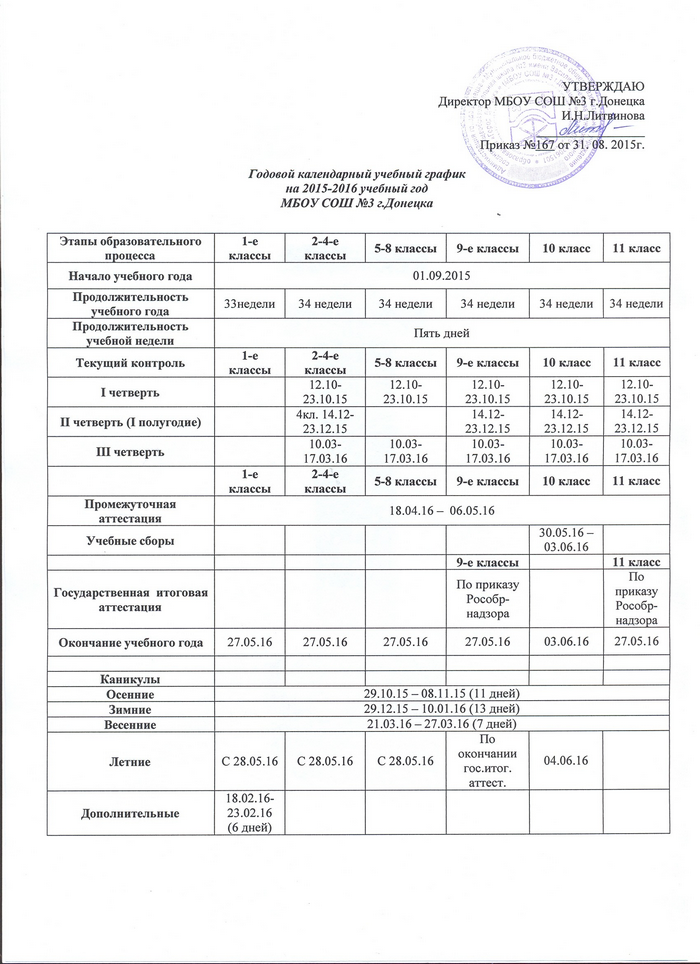 УТВЕРЖДАЮ
Директор МБОУ СОШ №3 г.Донецка
И.Н.Литвинова
Приказ №167 от 31. 08. 2015г.
Годовой календарный учебный график
на 2015-2016 учебный год
МБОУ СОШ №3 г.Донецка
Этапы образовательного процесса 1-е классы 2-4-е классы 5-8 классы 9-е классы 10 класс 11 класс
Начало учебного года 01.09.2015
Продолжительность учебного года 33недели 34 недели 34 недели 34 недели 34 недели 34 недели
Продолжительность учебной недели Пять дней
Текущий контроль 1-е классы 2-4-е классы 5-8 классы 9-е классы 10 класс 11 класс
I четверть 12.10-23.10.15 12.10-23.10.15 12.10-23.10.15 12.10-23.10.15 12.10-23.10.15
II четверть (I полугодие) 4кл. 14.12-23.12.15 14.12-23.12.15 14.12-23.12.15 14.12-23.12.15
III четверть 10.03-17.03.16 10.03-17.03.16 10.03-17.03.16 10.03-17.03.16 10.03-17.03.16
1-е классы 2-4-е классы 5-8 классы 9-е классы 10 класс 11 класс
Промежуточная аттестация 18.04.16 – 06.05.16
Учебные сборы 30.05.16 – 03.06.16
9-е классы 11 класс
Государственная итоговая аттестация По приказу Рособр-надзора По приказу Рособр-надзора
Окончание учебного года 27.05.16 27.05.16 27.05.16 27.05.16 03.06.16 27.05.16
Каникулы
Осенние 29.10.15 – 08.11.15 (11 дней)
Зимние 29.12.15 – 10.01.16 (13 дней)
Весенние 21.03.16 – 27.03.16 (7 дней)
Летние С 28.05.16 С 28.05.16 С 28.05.16 По окончании гос.итог. аттест. 04.06.16
Дополнительные 18.02.16-23.02.16 (6 дней)